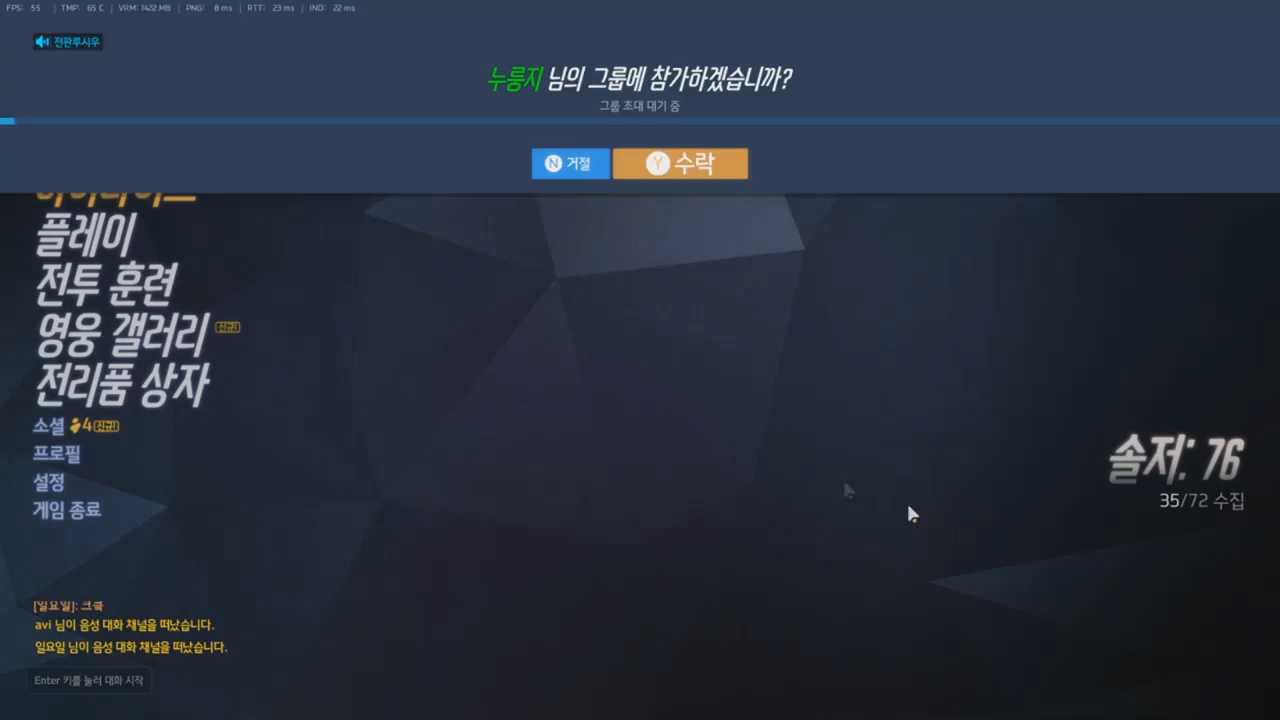 FPS: 55 | TMP: 65 C | VRM: 1422 MB | PNG: 8 ms | RTT: 23 ms | IND: 22 ms
전판루시우
누룽지 님의 그룹에 참가하겠습니까?
그룹 초대 대기 중
N 거절
Y 수락
플레이
전투 훈련
영웅 갤러리 신규!
전리품 상자
소셜 4 신규!
프로필
설정
게임 종료
솔저: 76
35/72 수집
[일요일]: 크
avi 님이 음성 대화 채널을 떠났습니다.
일요일 님이 음성 대화 채널을 떠났습니다.
Enter 키를 눌러 대화 시작